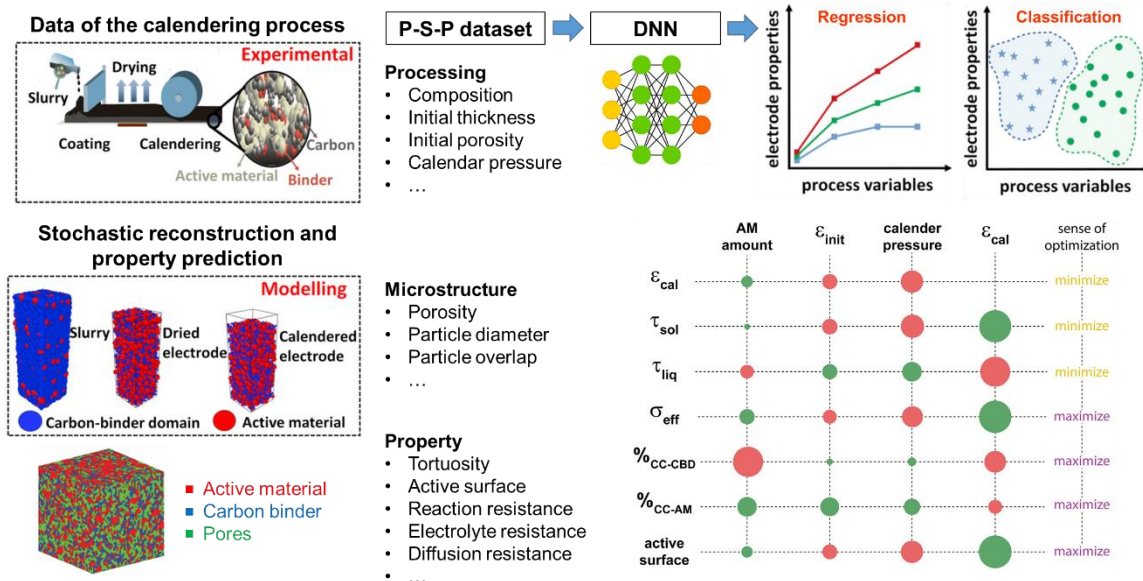 Data of the calendering process
Experimental
Drying
Slurry
Coating
Calendering
Carbon
Active material
Binder
Stochastic reconstruction and
property prediction
Modelling
Slurry
Dried
electrode
Calendered
electrode
Carbon-binder domain
Active material
■ Active material
■ Carbon binder
■ Pores
P-S-P dataset
DNN
Processing
• Composition
• Initial thickness
• Initial porosity
• Calendar pressure
• …
Microstructure
• Porosity
• Particle diameter
• Particle overlap
• …
Property
• Tortuosity
• Active surface
• Reaction resistance
• Electrolyte resistance
• Diffusion resistance
• …
Regression
electrode properties
process variables
Classification
electrode properties
process variables
AM
amount
εinit
calender
pressure
εcal
sense of
optimization
εcal
minimize
τsol
minimize
τliq
minimize
σeff
maximize
%CC-CBD
maximize
%CC-AM
maximize
active
surface
maximize